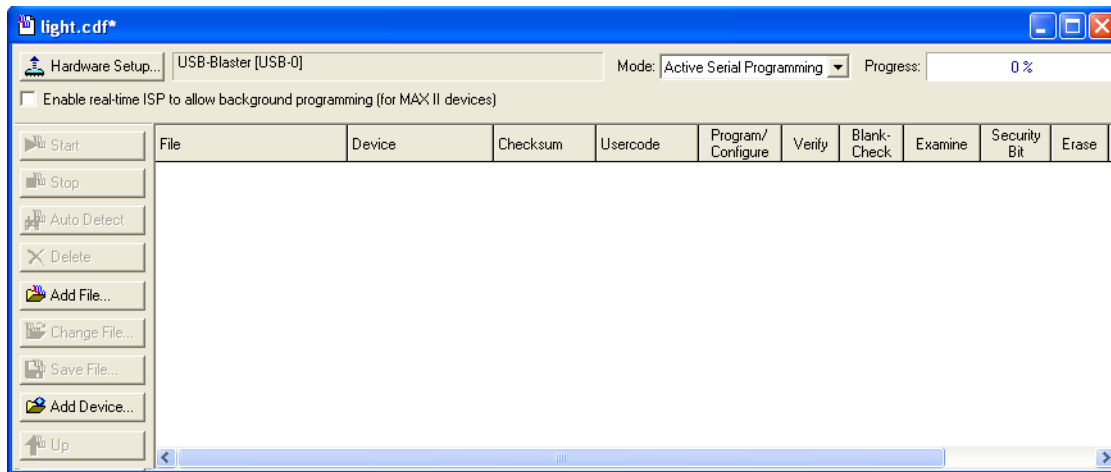 light.cdf*
Hardware Setup... USB-Blaster [USB-0] Mode: Active Serial Programming Progress: 0 %
Enable real-time ISP to allow background programming (for MAX II devices)
File Device Checksum Usercode Program/ Configure Verify Blank- Check Examine Security Bit Erase
Start
Stop
Auto Detect
Delete
Add File...
Change File...
Save File...
Add Device...
Up